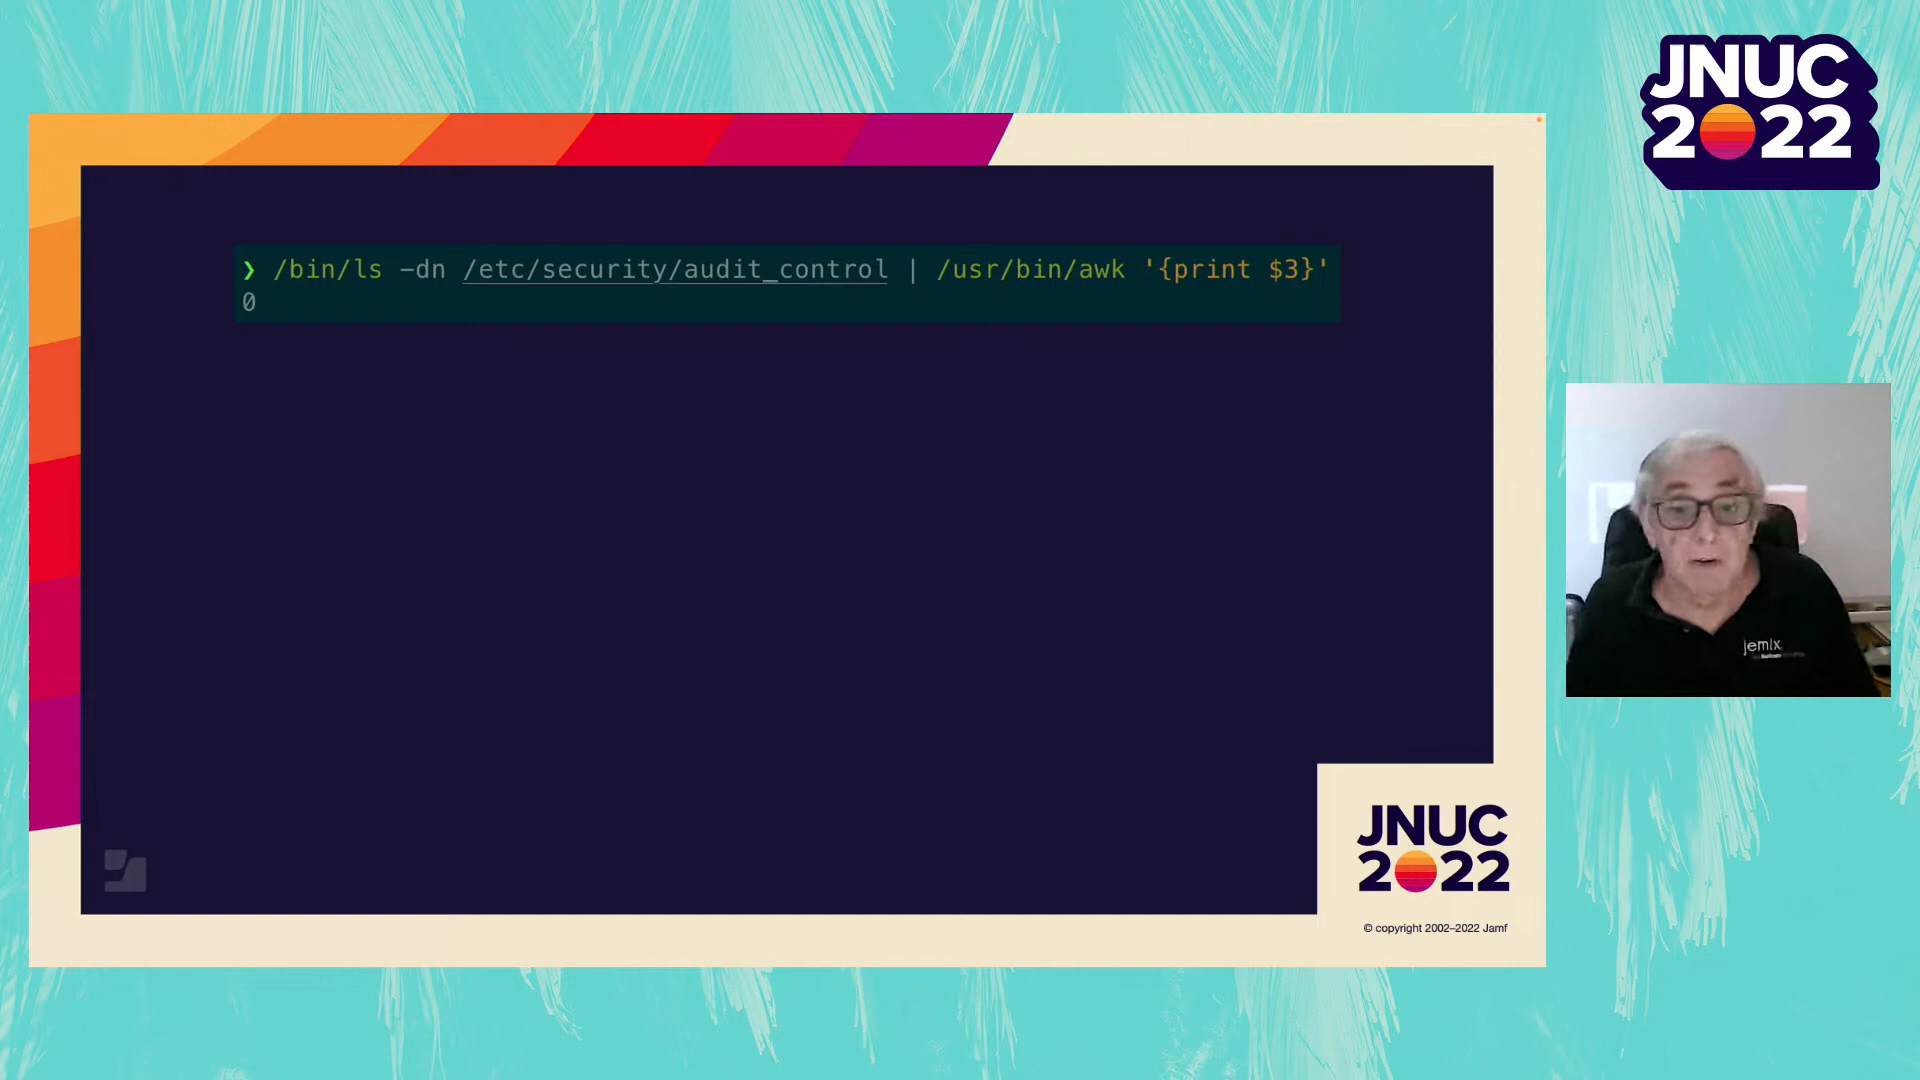 JNUC
2022
❯ /bin/ls -dn /etc/security/audit_control | /usr/bin/awk '{print $3}'
0
jemix
JNUC
2022
© copyright 2002–2022 Jamf